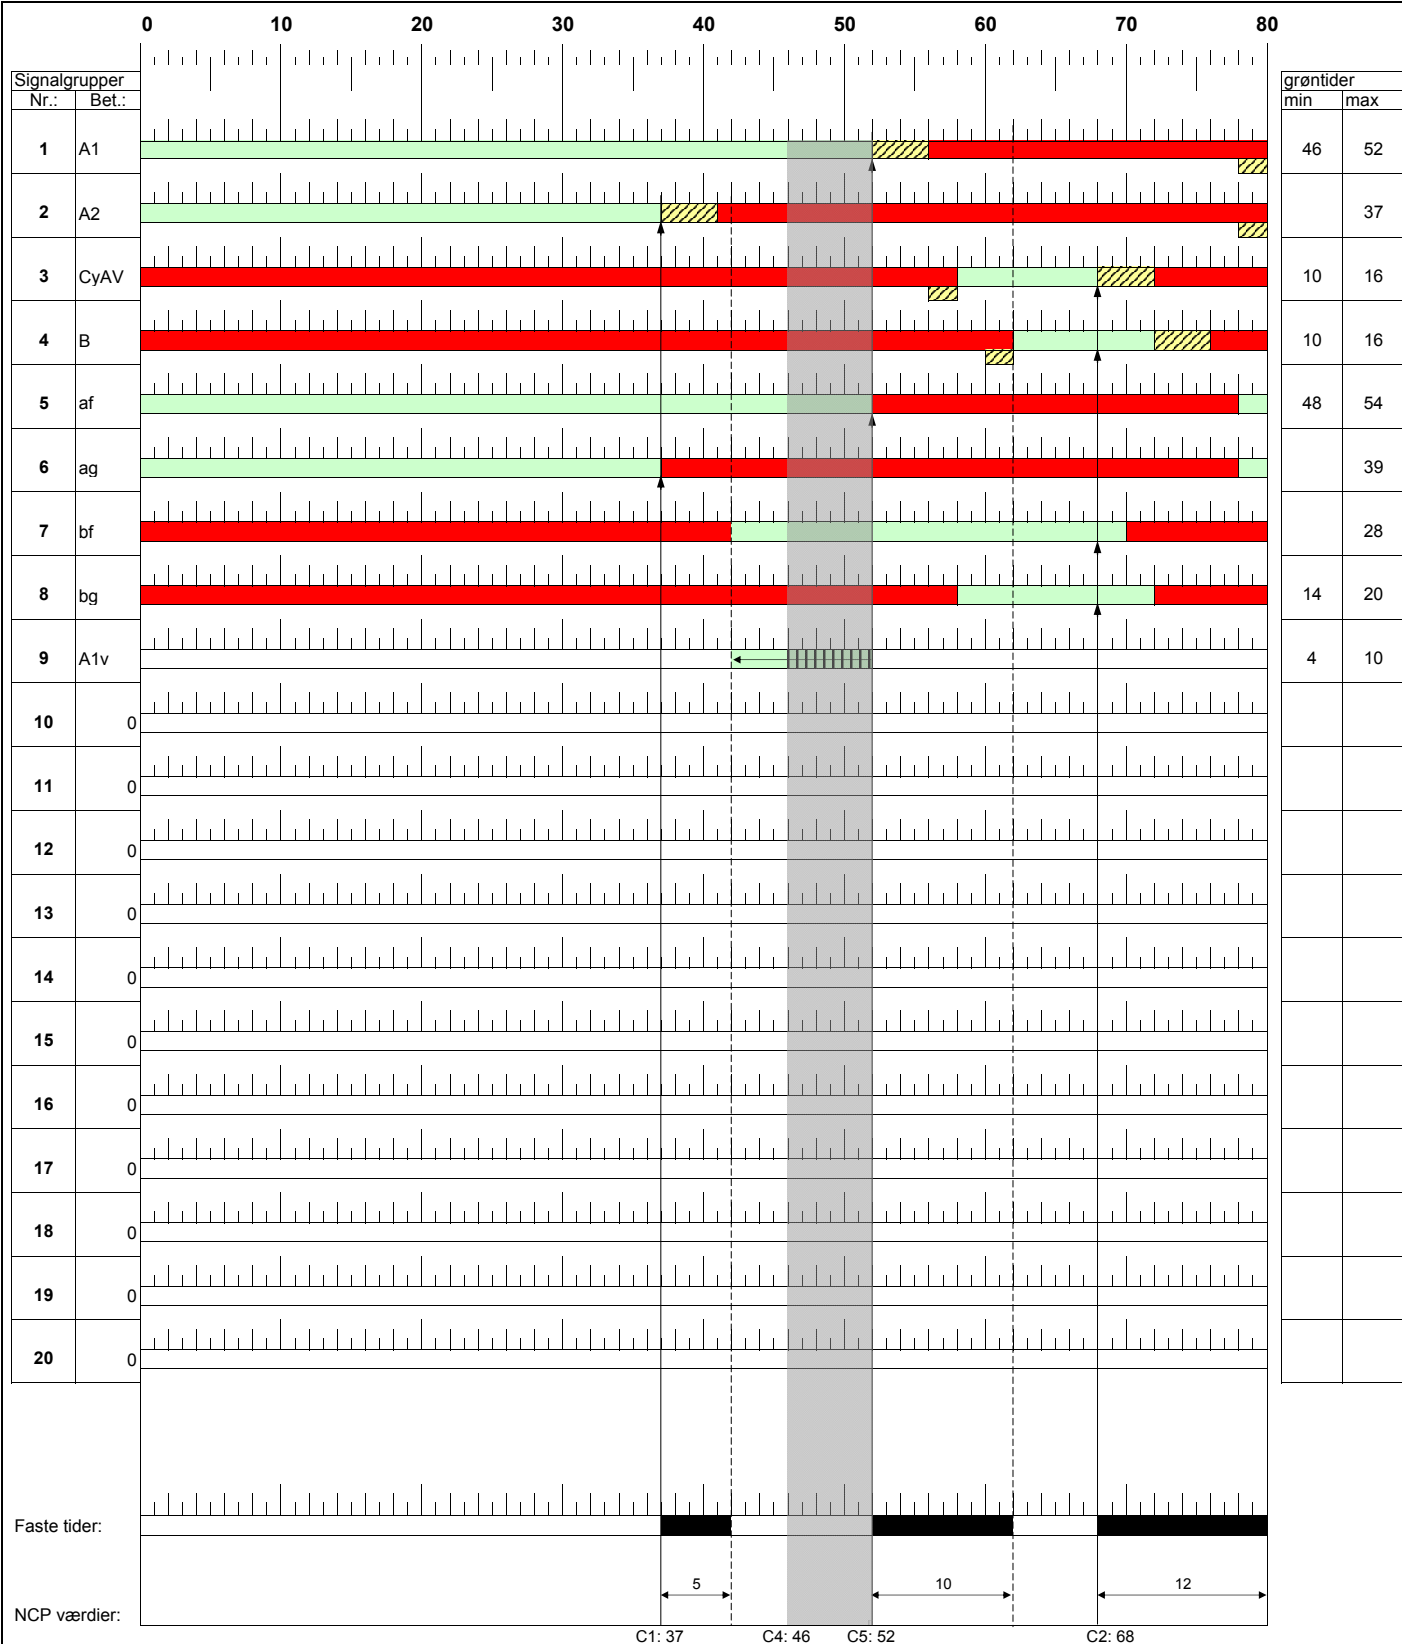 0 10 20 30 40 50 60 70 80
Signalgrupper grøntider
Nr.: Bet.: min max
1 A1 46 52
2 A2 37
3 CyAV 10 16
4 B 10 16
5 af 48 54
6 ag 39
7 bf 28
8 bg 14 20
9 A1v 4 10
10 0
11 0
12 0
13 0
14 0
15 0
16 0
17 0
18 0
19 0
20 0
Faste tider:
5 10 12
NCP værdier:
C1: 37 C4: 46 C5: 52 C2: 68